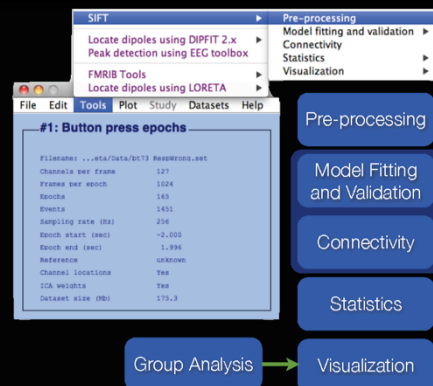 SIFT
Locate dipoles using DIPFIT 2.x
Peak detection using EEG toolbox
FMRIB Tools
Locate dipoles using LORETA
Pre-processing
Model fitting and validation
Connectivity
Statistics
Visualization
File Edit Tools Plot Study Datasets Help
#1: Button press epochs
Filename: ...eta/Data/bt73 RespWrong.set
Channels per frame 127
Frames per epoch 1024
Epochs 165
Events 1451
Sampling rate (Hz) 256
Epoch start (sec) -2.000
Epoch end (sec) 1.996
Reference unknown
Channel locations Yes
ICA weights Yes
Dataset size (Mb) 175.3
Pre-processing
Model Fitting
and Validation
Connectivity
Statistics
Group Analysis
Visualization